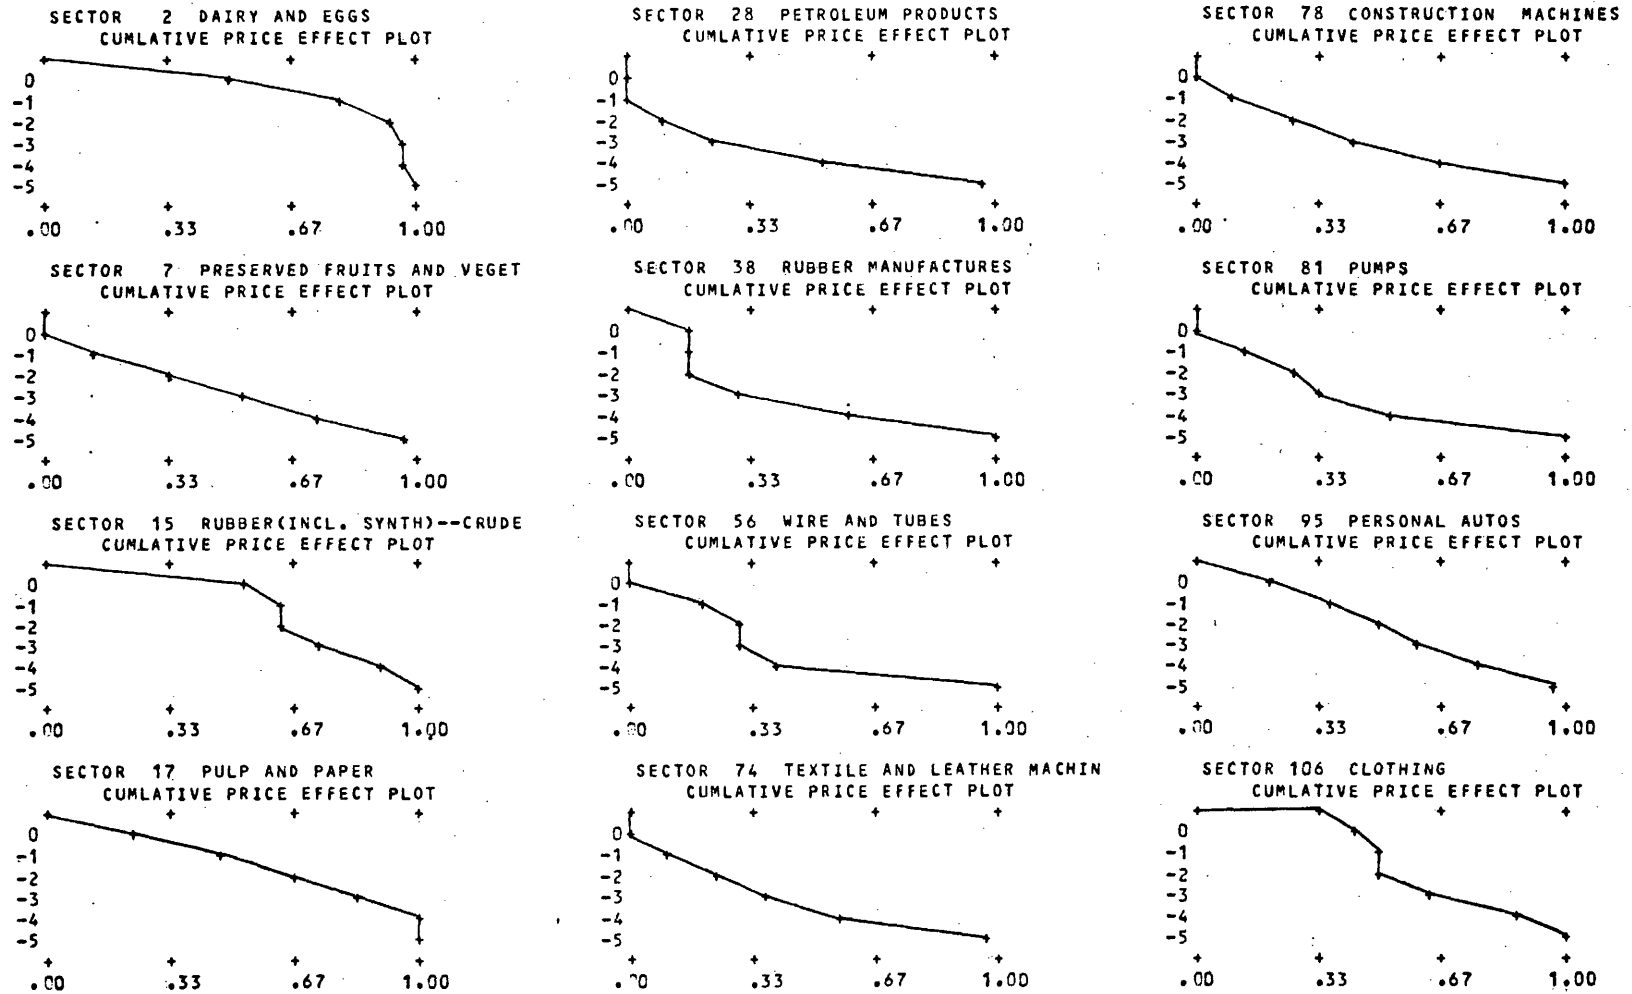 SECTOR 2 DAIRY AND EGGS
CUMLATIVE PRICE EFFECT PLOT
0
-1
-2
-3
-4
-5
.00 .33 .67 1.00
SECTOR 7 PRESERVED FRUITS AND VEGET
CUMLATIVE PRICE EFFECT PLOT
0
-1
-2
-3
-4
-5
.00 .33 .67 1.00
SECTOR 15 RUBBER(INCL. SYNTH)--CRUDE
CUMLATIVE PRICE EFFECT PLOT
0
-1
-2
-3
-4
-5
.00 .33 .67 1.00
SECTOR 17 PULP AND PAPER
CUMLATIVE PRICE EFFECT PLOT
0
-1
-2
-3
-4
-5
.00 .33 .67 1.00
SECTOR 28 PETROLEUM PRODUCTS
CUMLATIVE PRICE EFFECT PLOT
0
-1
-2
-3
-4
-5
.00 .33 .67 1.00
SECTOR 38 RUBBER MANUFACTURES
CUMLATIVE PRICE EFFECT PLOT
0
-1
-2
-3
-4
-5
.00 .33 .67 1.00
SECTOR 56 WIRE AND TUBES
CUMLATIVE PRICE EFFECT PLOT
0
-1
-2
-3
-4
-5
.00 .33 .67 1.00
SECTOR 74 TEXTILE AND LEATHER MACHIN
CUMLATIVE PRICE EFFECT PLOT
0
-1
-2
-3
-4
-5
.00 .33 .67 1.00
SECTOR 78 CONSTRUCTION MACHINES
CUMLATIVE PRICE EFFECT PLOT
0
-1
-2
-3
-4
-5
.00 .33 .67 1.00
SECTOR 81 PUMPS
CUMLATIVE PRICE EFFECT PLOT
0
-1
-2
-3
-4
-5
.00 .33 .67 1.00
SECTOR 95 PERSONAL AUTOS
CUMLATIVE PRICE EFFECT PLOT
0
-1
-2
-3
-4
-5
.00 .33 .67 1.00
SECTOR 106 CLOTHING
CUMLATIVE PRICE EFFECT PLOT
0
-1
-2
-3
-4
-5
.00 .33 .67 1.00